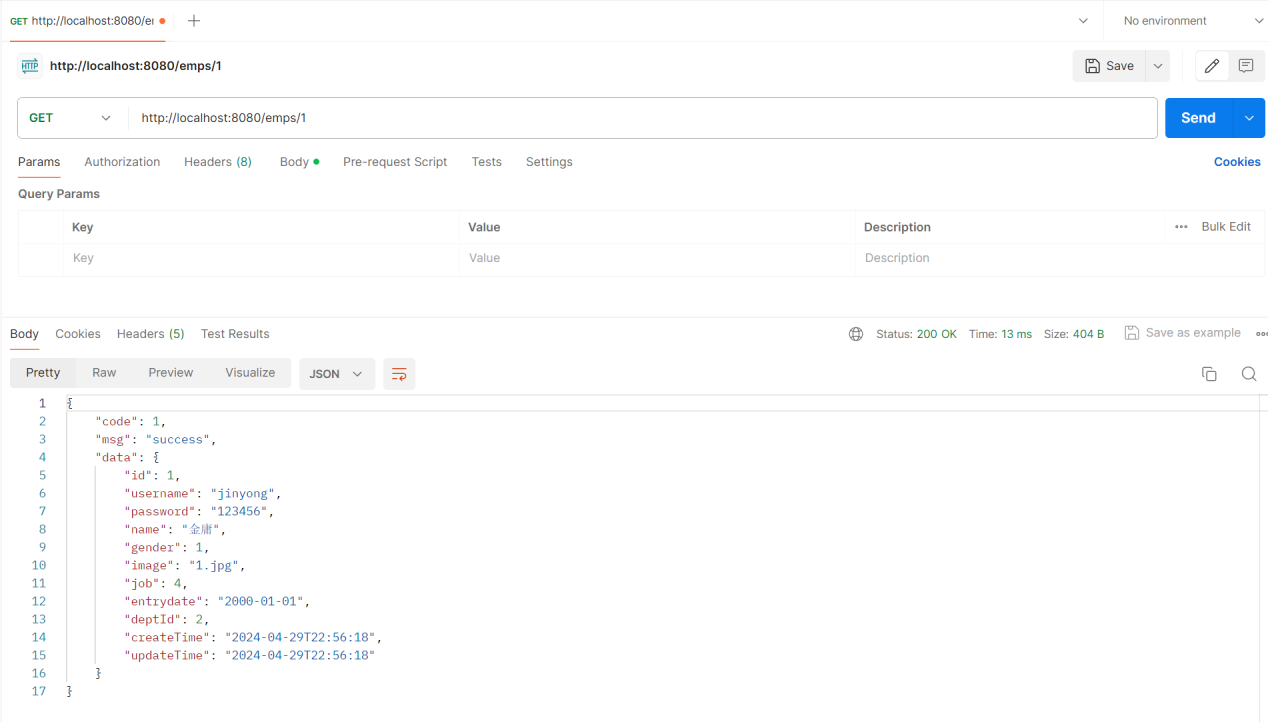 GET http://localhost:8080/er No environment
HTTP http://localhost:8080/emps/1 Save
GET http://localhost:8080/emps/1 Send
Params Authorization Headers (8) Body Pre-request Script Tests Settings Cookies
Query Params
Key Value Description ••• Bulk Edit
Key Value Description
Body Cookies Headers (5) Test Results Status: 200 OK Time: 13 ms Size: 404 B Save as example
Pretty Raw Preview Visualize JSON
1 {
2 "code": 1,
3 "msg": "success",
4 "data": {
5 "id": 1,
6 "username": "jinyong",
7 "password": "123456",
8 "name": "金庸",
9 "gender": 1,
10 "image": "1.jpg",
11 "job": 4,
12 "entrydate": "2000-01-01",
13 "deptId": 2,
14 "createTime": "2024-04-29T22:56:18",
15 "updateTime": "2024-04-29T22:56:18"
16 }
17 }